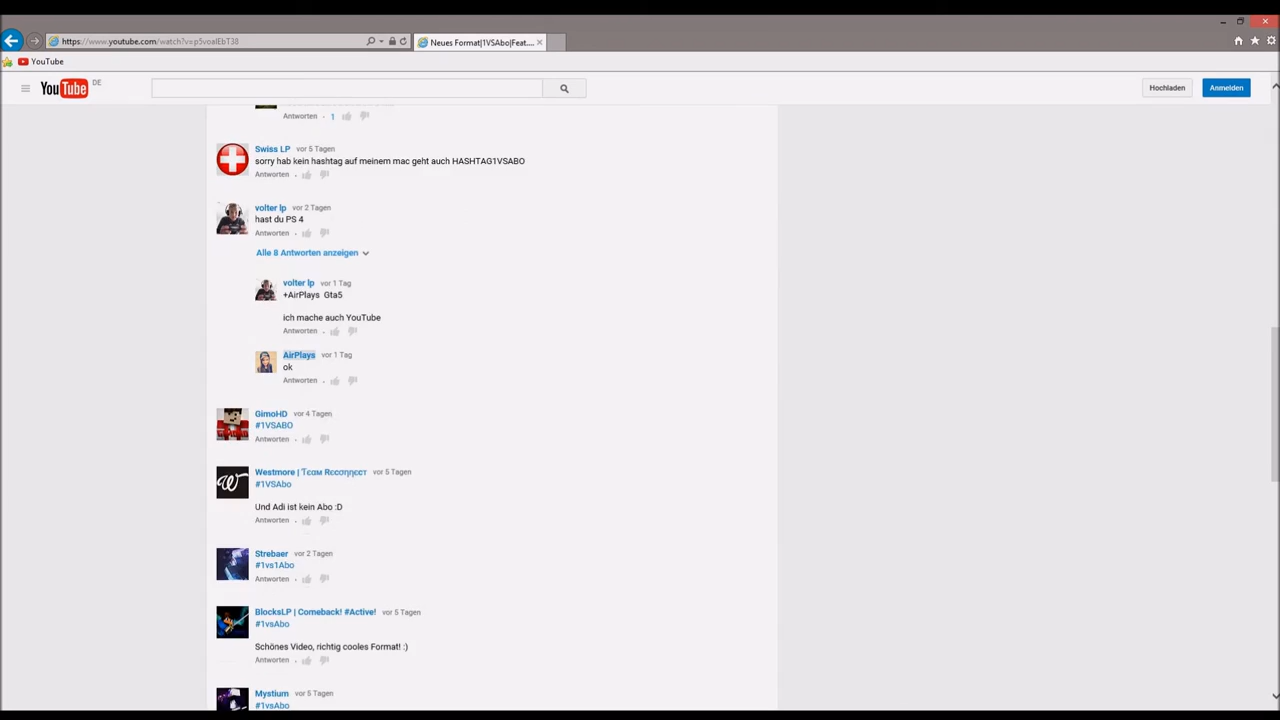 https://www.youtube.com/watch?v=p5voalEbT38
Neues Format|1VSAbo|Feat....
YouTube
YouTube DE
Hochladen
Anmelden
Antworten · 1
Swiss LP vor 5 Tagen
sorry hab kein hashtag auf meinem mac geht auch HASHTAG1VSABO
Antworten ·
volter lp vor 2 Tagen
hast du PS 4
Antworten ·
Alle 8 Antworten anzeigen
volter lp vor 1 Tag
+AirPlays Gta5
ich mache auch YouTube
Antworten ·
AirPlays vor 1 Tag
ok
Antworten ·
GimoHD vor 4 Tagen
#1VSABO
Antworten ·
Westmore | Ƭєαм Rєcσηηєcт vor 5 Tagen
#1VSAbo
Und Adi ist kein Abo :D
Antworten ·
Strebaer vor 2 Tagen
#1vs1Abo
Antworten ·
BlocksLP | Comeback! #Active! vor 5 Tagen
#1vsAbo
Schönes Video, richtig cooles Format! :)
Antworten ·
Mystium vor 5 Tagen
#1vsAbo